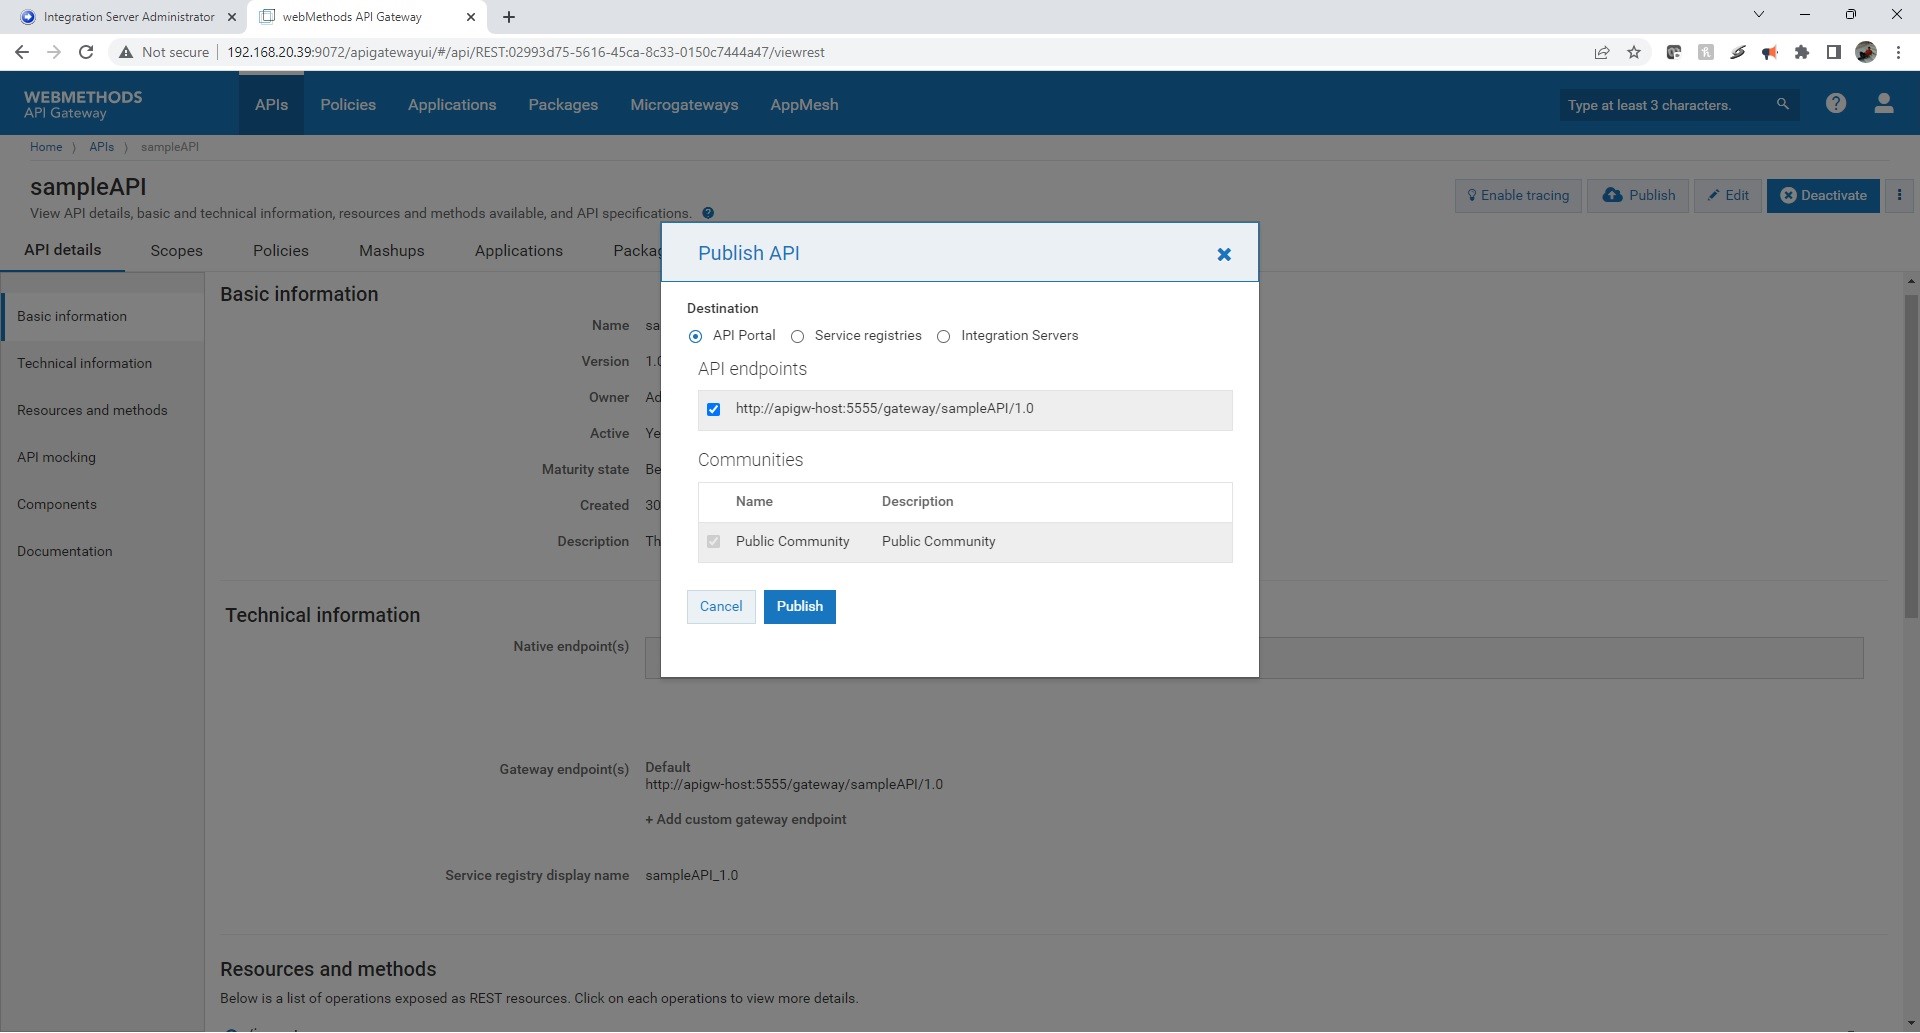 Integration Server Administrator
webMethods API Gateway
Not secure
192.168.20.39:9072/apigatewayui/#/api/REST:02993d75-5616-45ca-8c33-0150c7444a47/viewrest
WEBMETHODS
API Gateway
APIs
Policies
Applications
Packages
Microgateways
AppMesh
Type at least 3 characters.
Home
APIs
sampleAPI
sampleAPI
View API details, basic and technical information, resources and methods available, and API specifications.
Enable tracing
Publish
Edit
Deactivate
API details
Scopes
Policies
Mashups
Applications
Basic information
Technical information
Resources and methods
API mocking
Components
Documentation
Basic information
Name
Version
Owner
Active
Maturity state
Created
Description
Publish API
Destination
API Portal
Service registries
Integration Servers
API endpoints
http://apigw-host:5555/gateway/sampleAPI/1.0
Communities
Name Description
Public Community Public Community
Cancel
Publish
Technical information
Native endpoint(s)
Gateway endpoint(s)
Default
http://apigw-host:5555/gateway/sampleAPI/1.0
+ Add custom gateway endpoint
Service registry display name
sampleAPI_1.0
Resources and methods
Below is a list of operations exposed as REST resources. Click on each operations to view more details.